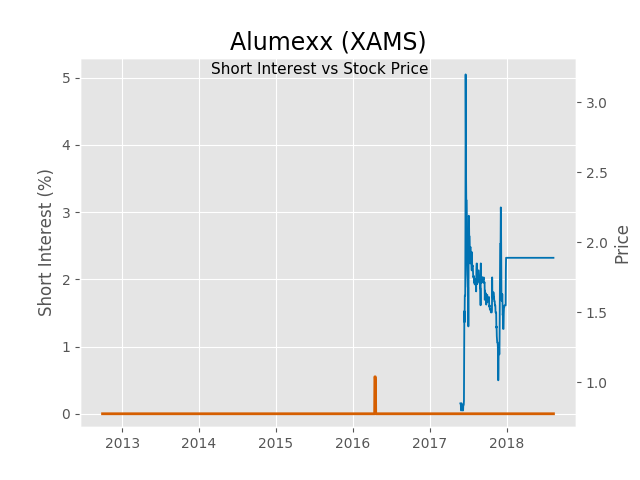 Alumexx (XAMS)
Short Interest vs Stock Price
Short Interest (%)
5
4
3
2
1
0
3.0
2.5
2.0
1.5
1.0
Price
2013 2014 2015 2016 2017 2018